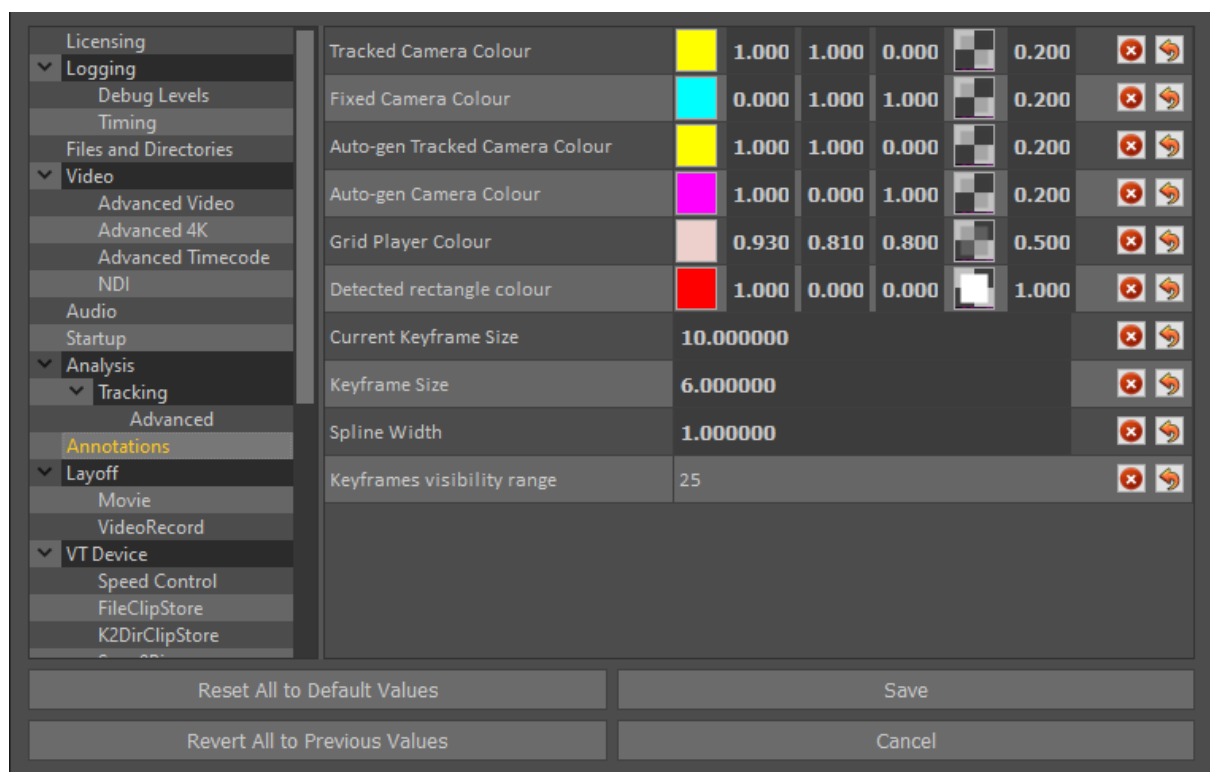 Licensing
Logging
Debug Levels
Timing
Files and Directories
Video
Advanced Video
Advanced 4K
Advanced Timecode
NDI
Audio
Startup
Analysis
Tracking
Advanced
Annotations
Layoff
Movie
VideoRecord
VT Device
Speed Control
FileClipStore
K2DirClipStore
Tracked Camera Colour 1.000 1.000 0.000 0.200
Fixed Camera Colour 0.000 1.000 1.000 0.200
Auto-gen Tracked Camera Colour 1.000 1.000 0.000 0.200
Auto-gen Camera Colour 1.000 0.000 1.000 0.200
Grid Player Colour 0.930 0.810 0.800 0.500
Detected rectangle colour 1.000 0.000 0.000 1.000
Current Keyframe Size 10.000000
Keyframe Size 6.000000
Spline Width 1.000000
Keyframes visibility range 25
Reset All to Default Values Save
Revert All to Previous Values Cancel